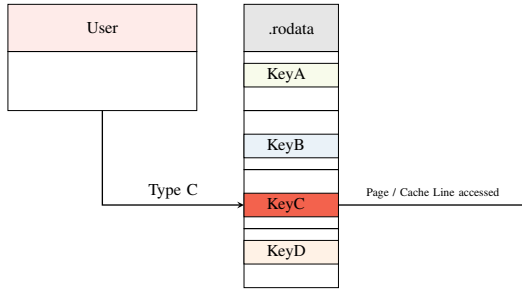 User
.rodata
KeyA
KeyB
Type C
KeyC
Page / Cache Line accessed
KeyD